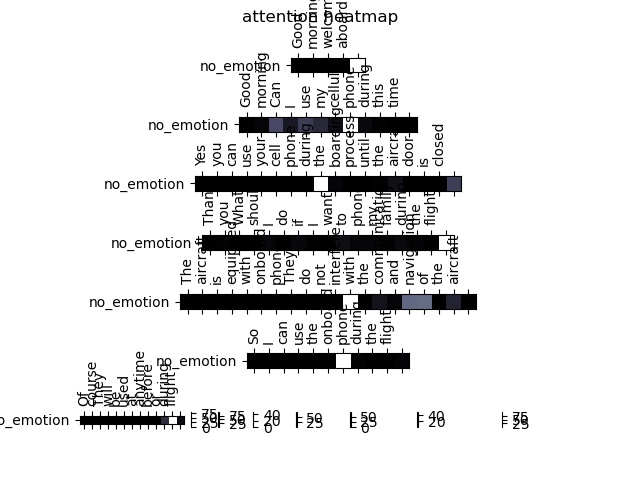 attention heatmap
Good morning welcome aboard
no_emotion
Good morning Can I use my cellular phone during this time
no_emotion
Yes you can use your cell phone during the boarding process until the aircraft door is closed
no_emotion
Thank you What should I do if I want to phone my family during the flight
no_emotion
The aircraft is equipped with onboard phone They do not interfere with the communication and navigation of the aircraft
no_emotion
So I can use the onboard phone during the flight
no_emotion
Of course They will be used at anytime before or during flight
no_emotion
75 50 25 0
75 50 25
40 20 0
50 25
50 25 0
40 20
75 50 25